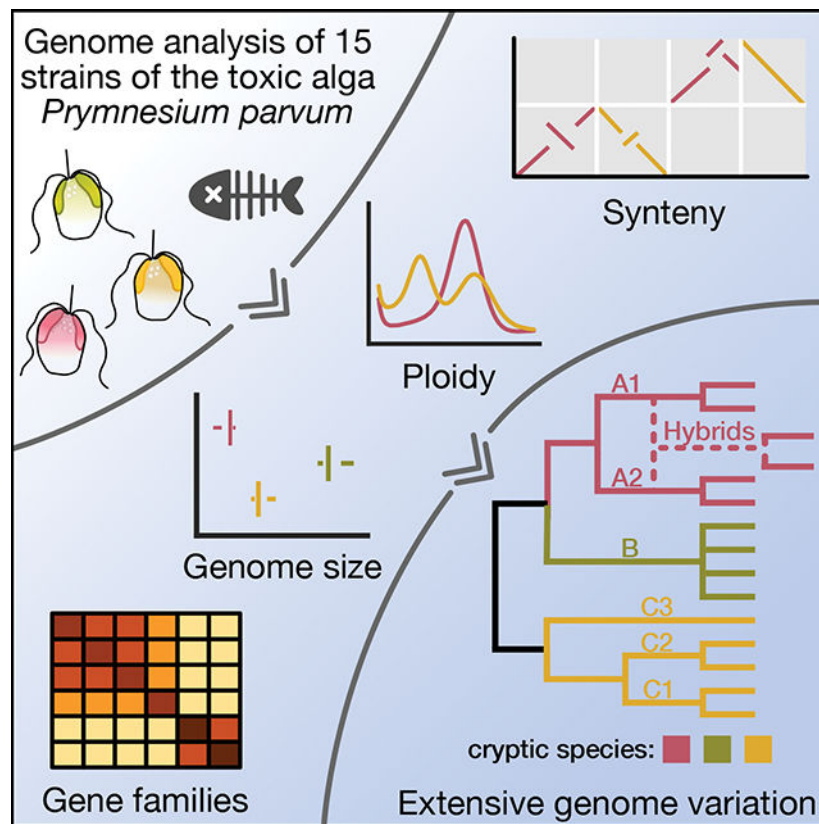 Genome analysis of 15
strains of the toxic alga
Prymnesium parvum
Synteny
Ploidy
Genome size
Gene families
A1
Hybrids
A2
B
C3
C2
C1
cryptic species:
Extensive genome variation